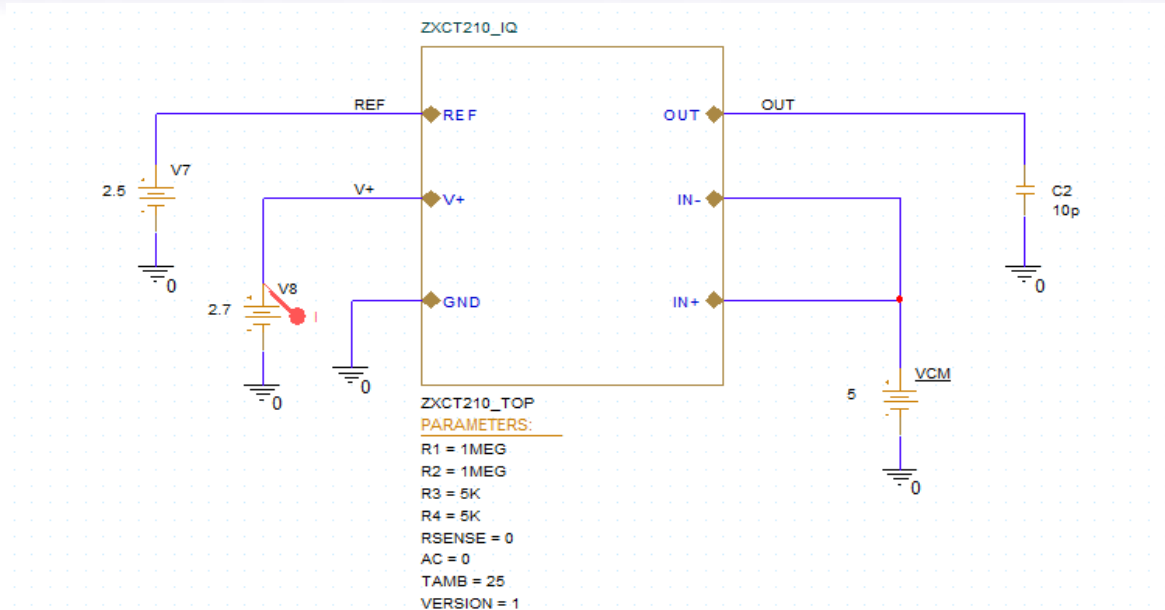 ZXCT210_IQ
REF
REF
OUT
OUT
V7
2.5
V+
V+
IN-
C2
10p
0
0
V8
2.7
I
GND
IN+
0
0
VCM
5
0
ZXCT210_TOP
PARAMETERS:
R1 = 1MEG
R2 = 1MEG
R3 = 5K
R4 = 5K
RSENSE = 0
AC = 0
TAMB = 25
VERSION = 1